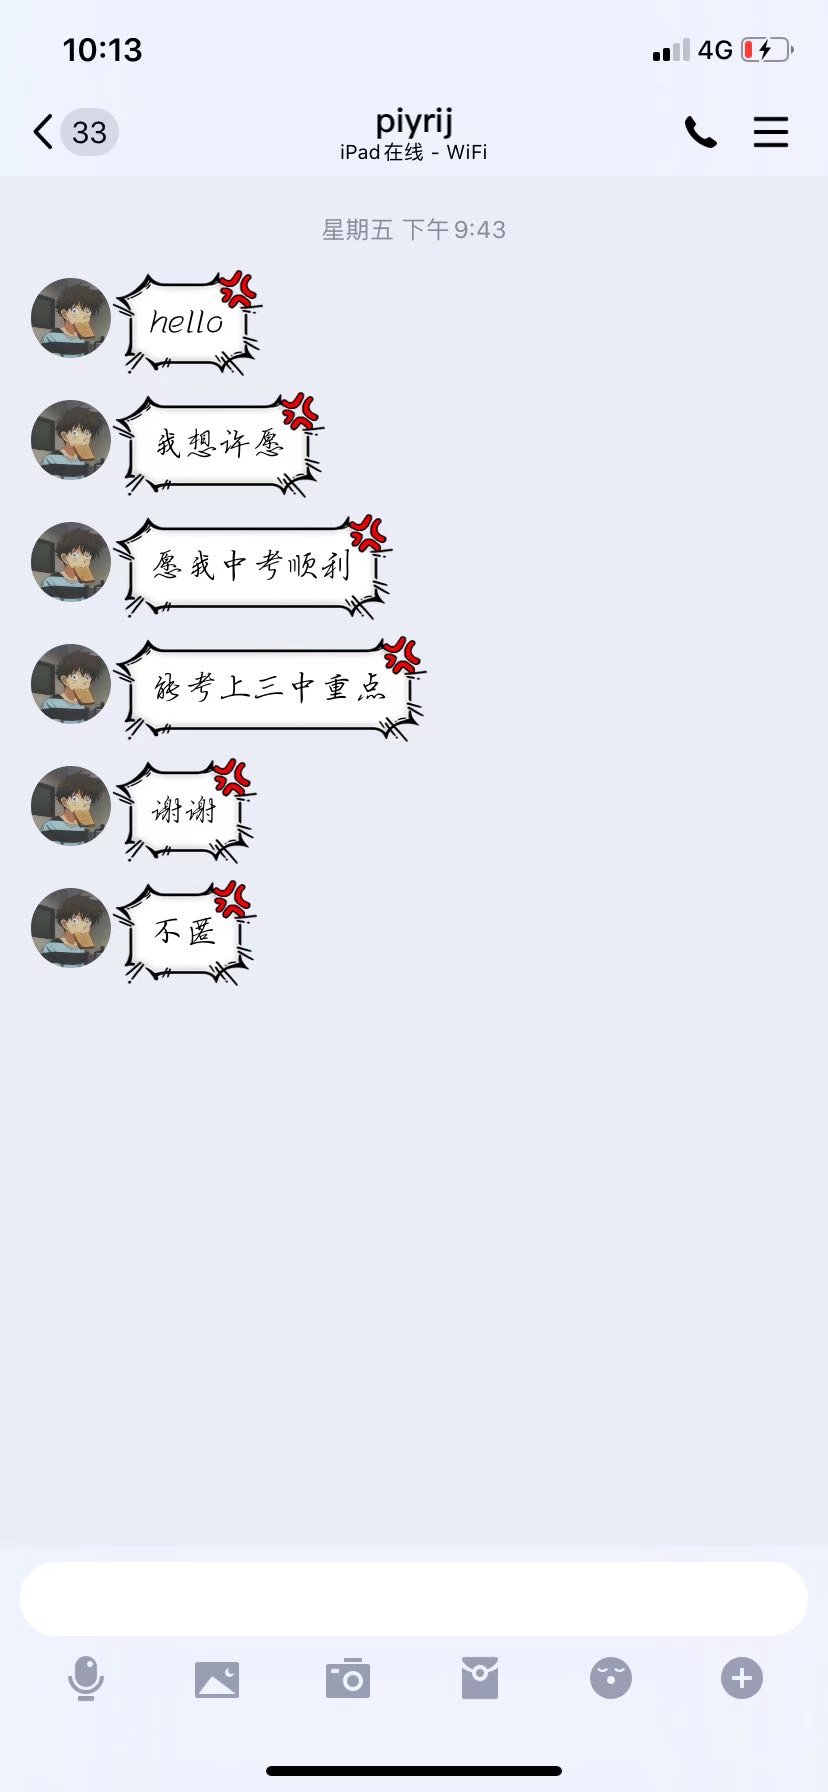 10:13
4G
33
piyrij
iPad在线 - WiFi
星期五 下午9:43
hello
我想许愿
愿我中考顺利
能考上三中重点
谢谢
不匿